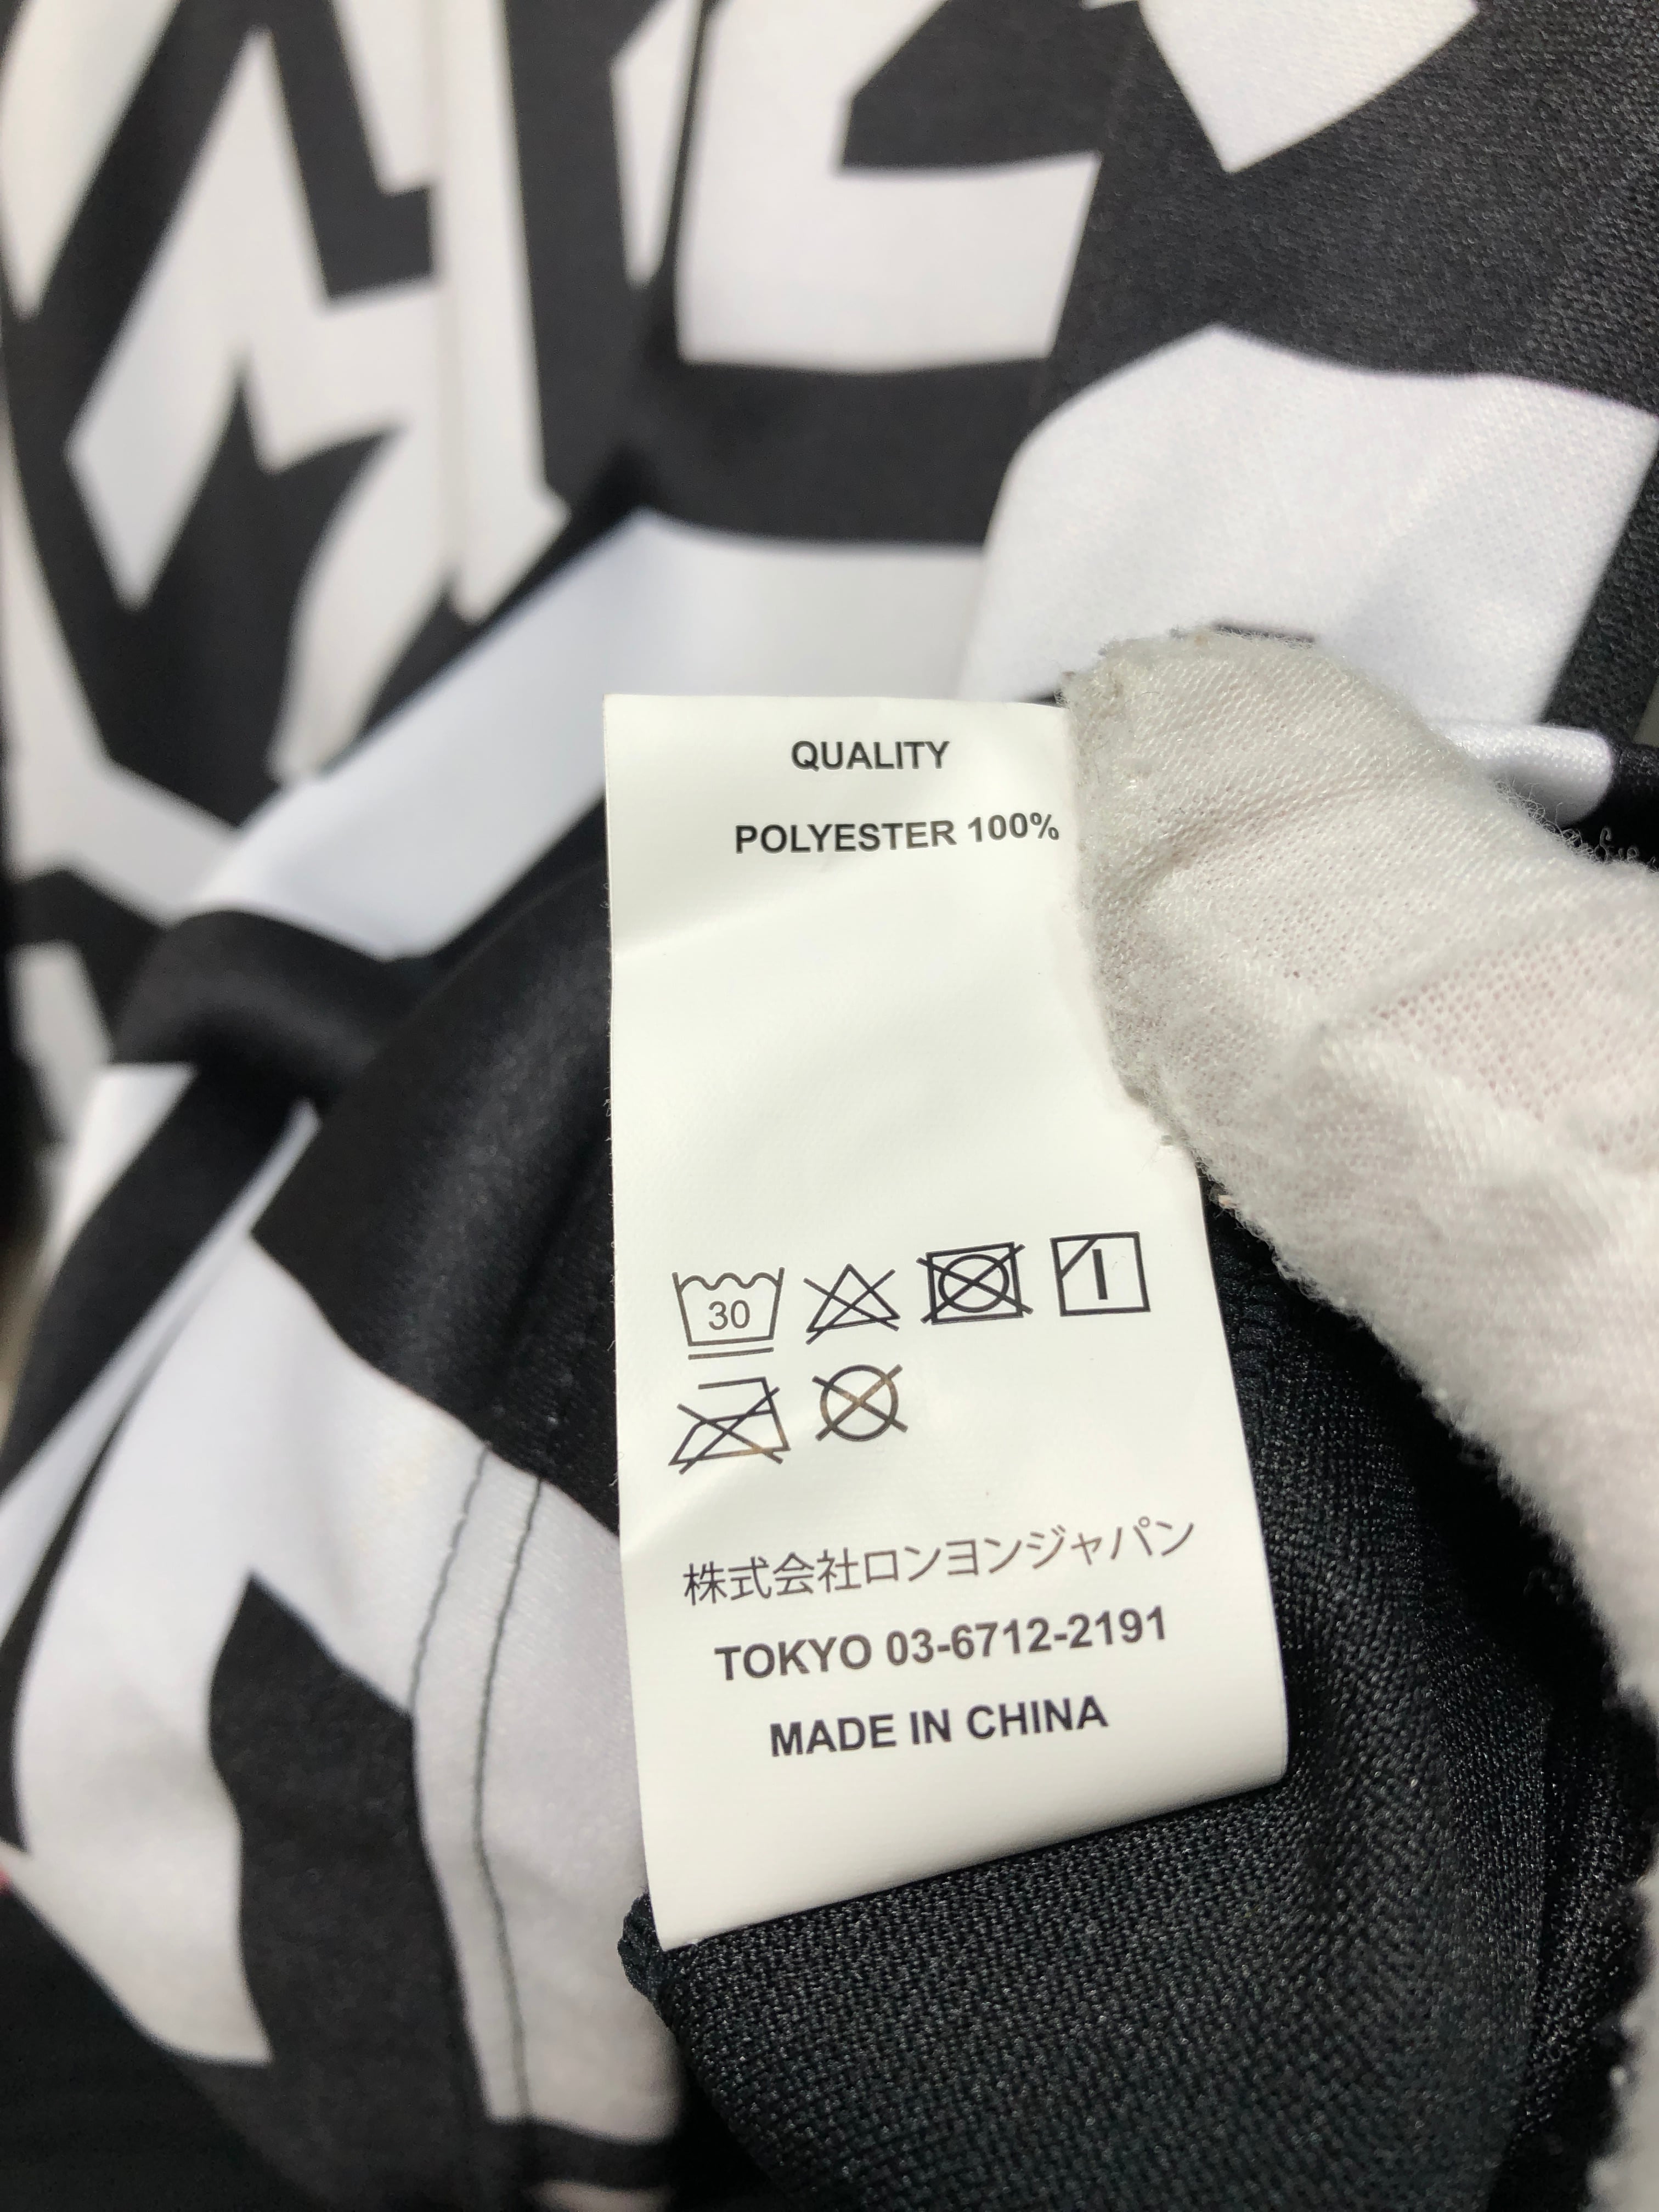 QUALITY
POLYESTER 100%
30
株式会社ロンヨンジャパン
TOKYO 03-6712-2191
MADE IN CHINA